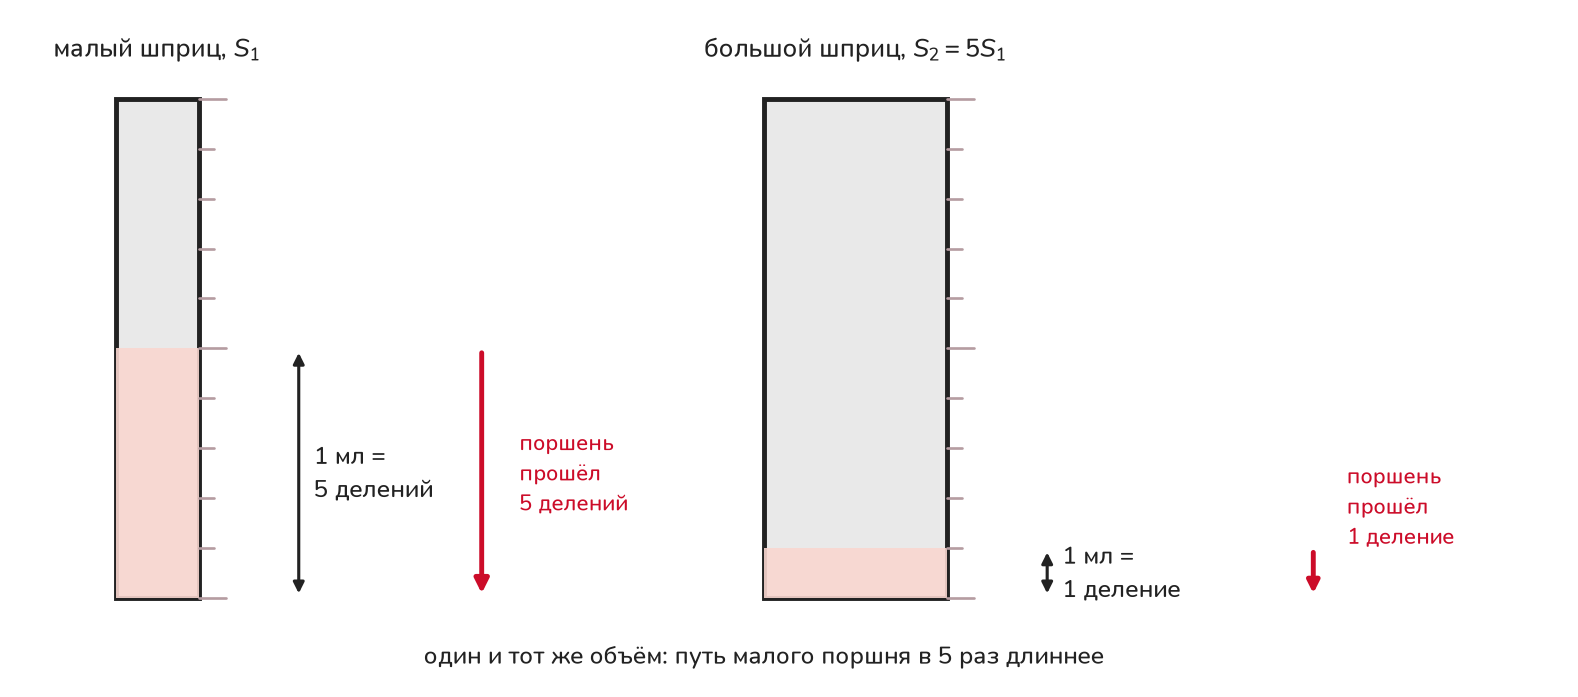 малый шприц, S₁
большой шприц, S₂ = 5S₁
1 мл =
5 делений
поршень
прошёл
5 делений
1 мл =
1 деление
поршень
прошёл
1 деление
один и тот же объём: путь малого поршня в 5 раз длиннее